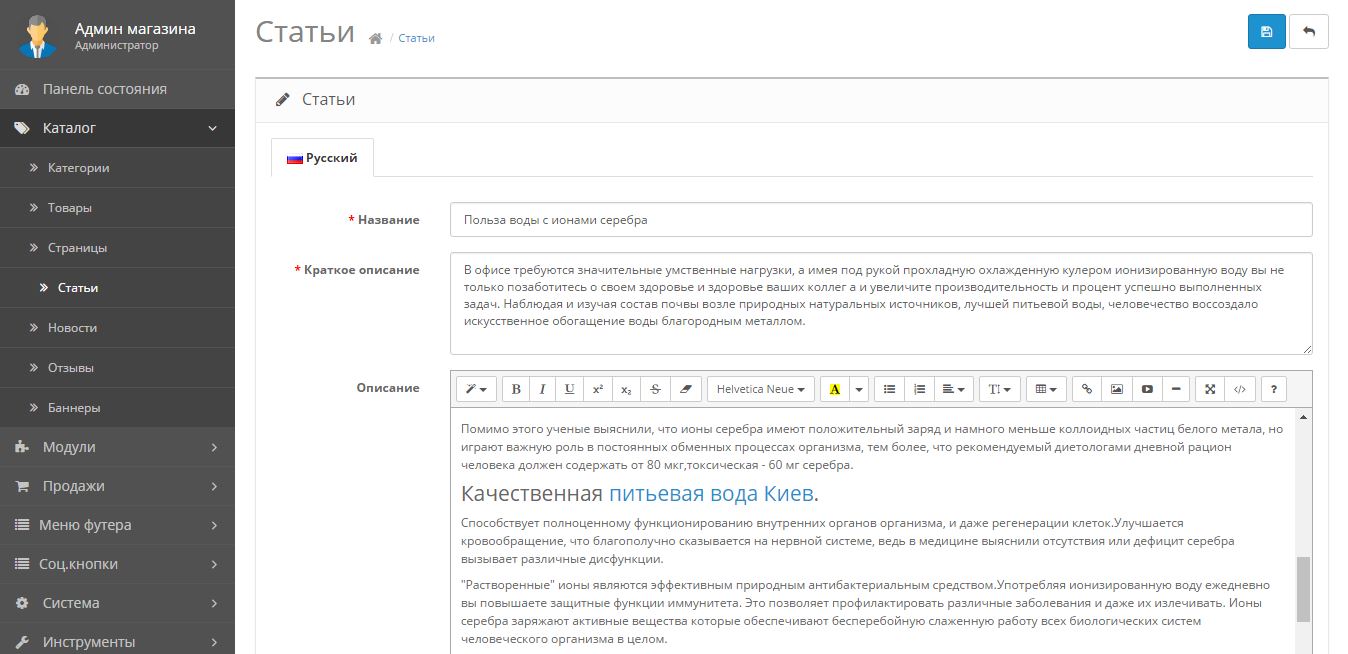 Админ магазина
Администратор
Панель состояния
Каталог
Категории
Товары
Страницы
Статьи
Новости
Отзывы
Баннеры
Модули
Продажи
Меню футера
Соц.кнопки
Система
Инструменты
Статьи
/ Статьи
Статьи
Русский
* Название
Польза воды с ионами серебра
* Краткое описание
В офисе требуются значительные умственные нагрузки, а имея под рукой прохладную охлажденную кулером ионизированную воду вы не
только позаботитесь о своем здоровье и здоровье ваших коллег а и увеличите производительность и процент успешно выполненных
задач. Наблюдая и изучая состав почвы возле природных натуральных источников, лучшей питьевой воды, человечество воссоздало
искусственное обогащение воды благородным металлом.
Описание
B I U x² x₂ S Helvetica Neue A T! </> ?
Помимо этого ученые выяснили, что ионы серебра имеют положительный заряд и намного меньше коллоидных частиц белого метала, но
играют важную роль в постоянных обменных процессах организма, тем более, что рекомендуемый диетологами дневной рацион
человека должен содержать от 80 мкг,токсическая - 60 мг серебра.
Качественная питьевая вода Киев.
Способствует полноценному функционированию внутренних органов организма, и даже регенерации клеток.Улучшается
кровообращение, что благополучно сказывается на нервной системе, ведь в медицине выяснили отсутствия или дефицит серебра
вызывает различные дисфункции.
"Растворенные" ионы являются эффективным природным антибактериальным средством.Употребляя ионизированную воду ежедневно
вы повышаете защитные функции иммунитета. Это позволяет профилактировать различные заболевания и даже их излечивать. Ионы
серебра заряжают активные вещества которые обеспечивают бесперебойную слаженную работу всех биологических систем
человеческого организма в целом.